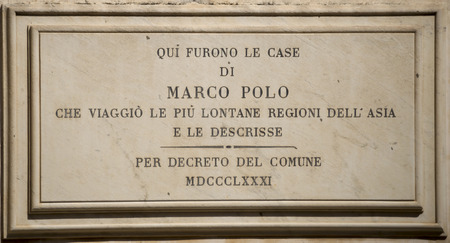 QUI FURONO LE CASE
DI
MARCO POLO
CHE VIAGGIÒ LE PIÚ LONTANE REGIONI DELL'ASIA
E LE DESCRISSE
PER DECRETO DEL COMUNE
MDCCCLXXXI